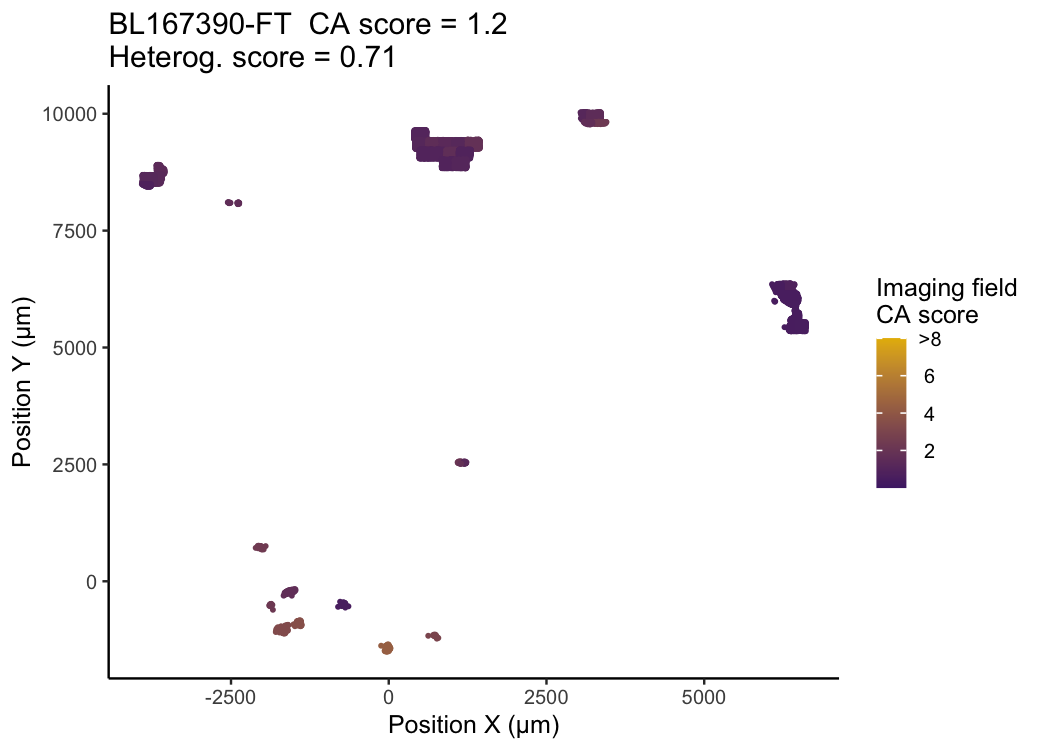 BL167390-FT  CA score = 1.2
Heterog. score = 0.71
10000
7500
5000
2500
0
Position Y (µm)
-2500
0
2500
5000
Position X (µm)
Imaging field
CA score
>8
6
4
2